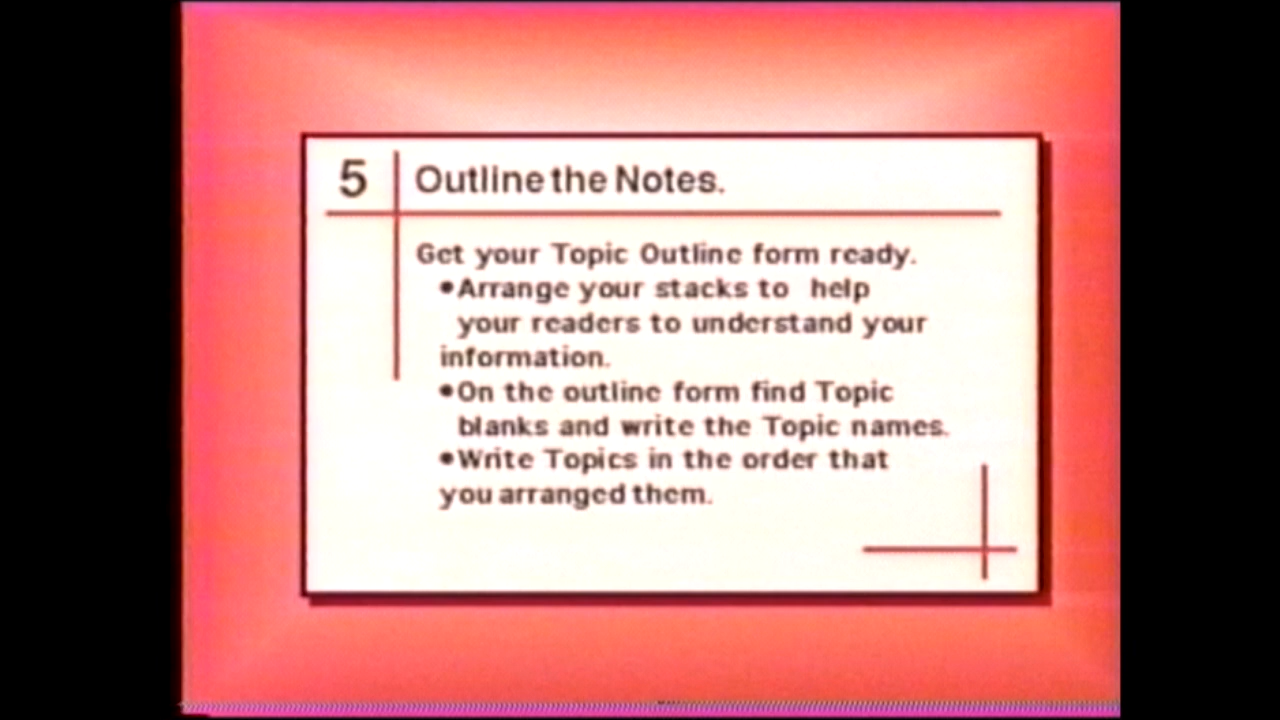 5 Outline the Notes.
Get your Topic Outline form ready.
•Arrange your stacks to help
your readers to understand your
information.
•On the outline form find Topic
blanks and write the Topic names.
•Write Topics in the order that
you arranged them.